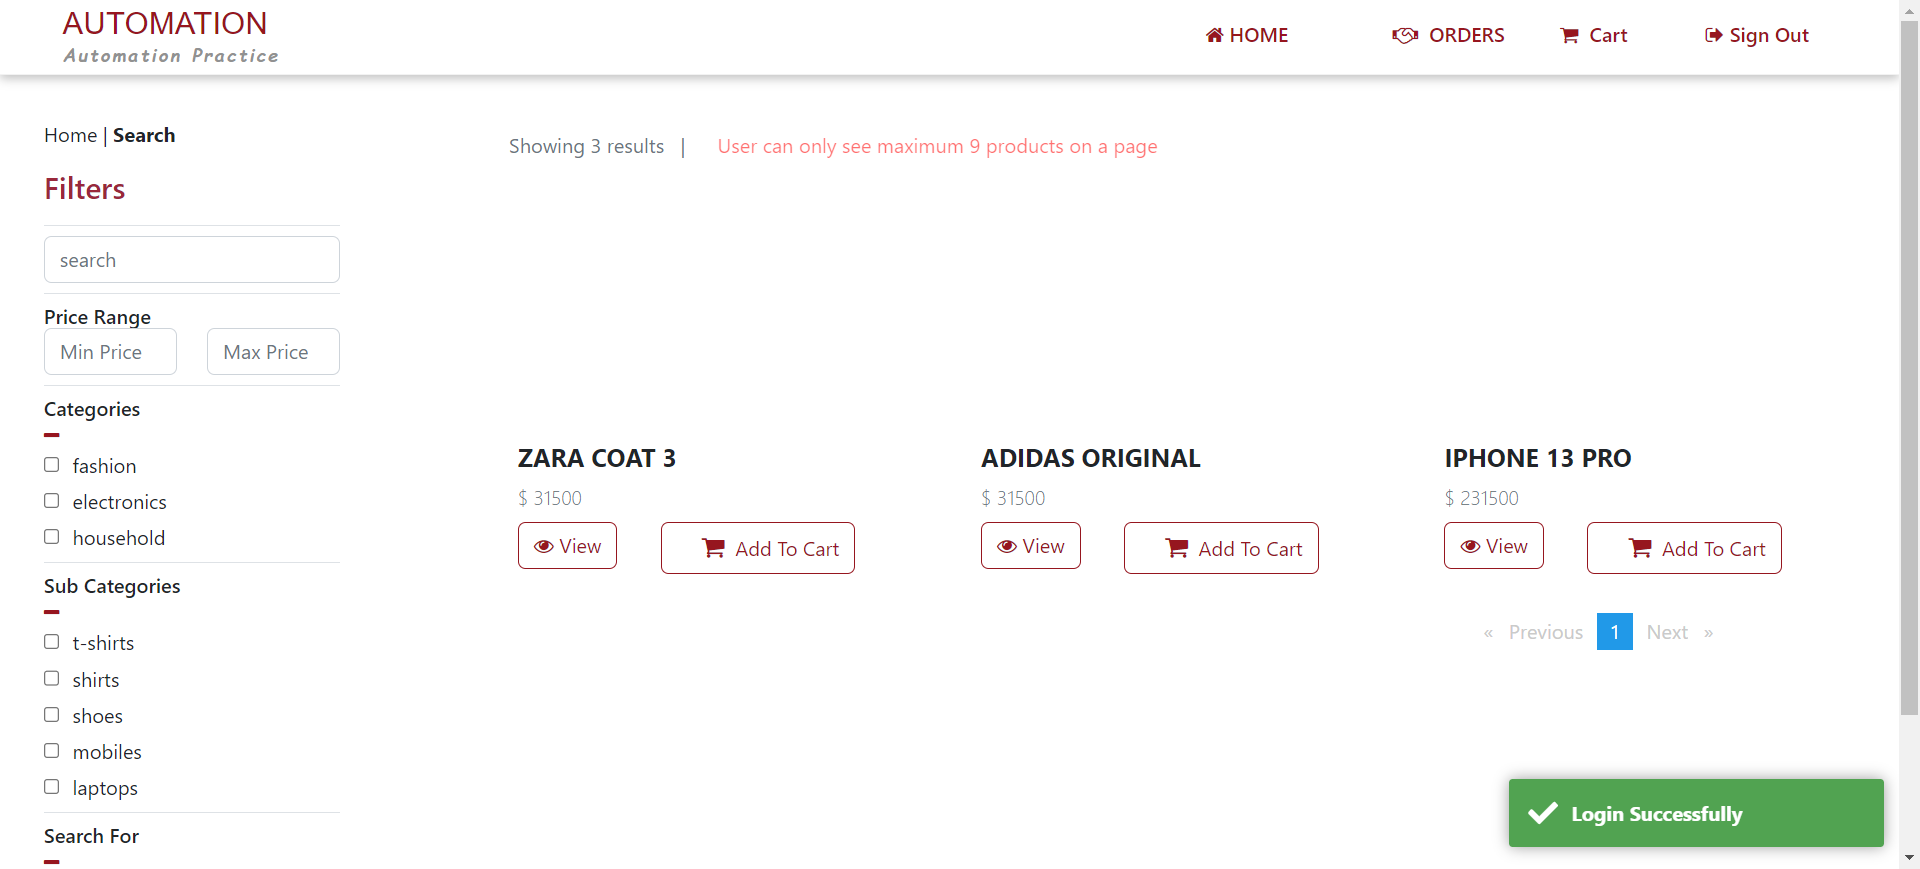 AUTOMATION
Automation Practice
HOME
ORDERS
Cart
Sign Out
Home | Search
Showing 3 results |
User can only see maximum 9 products on a page
Filters
search
Price Range
Min Price
Max Price
Categories
fashion
electronics
household
Sub Categories
t-shirts
shirts
shoes
mobiles
laptops
Search For
ZARA COAT 3
$ 31500
View
Add To Cart
ADIDAS ORIGINAL
$ 31500
View
Add To Cart
IPHONE 13 PRO
$ 231500
View
Add To Cart
« Previous 1 Next »
Login Successfully